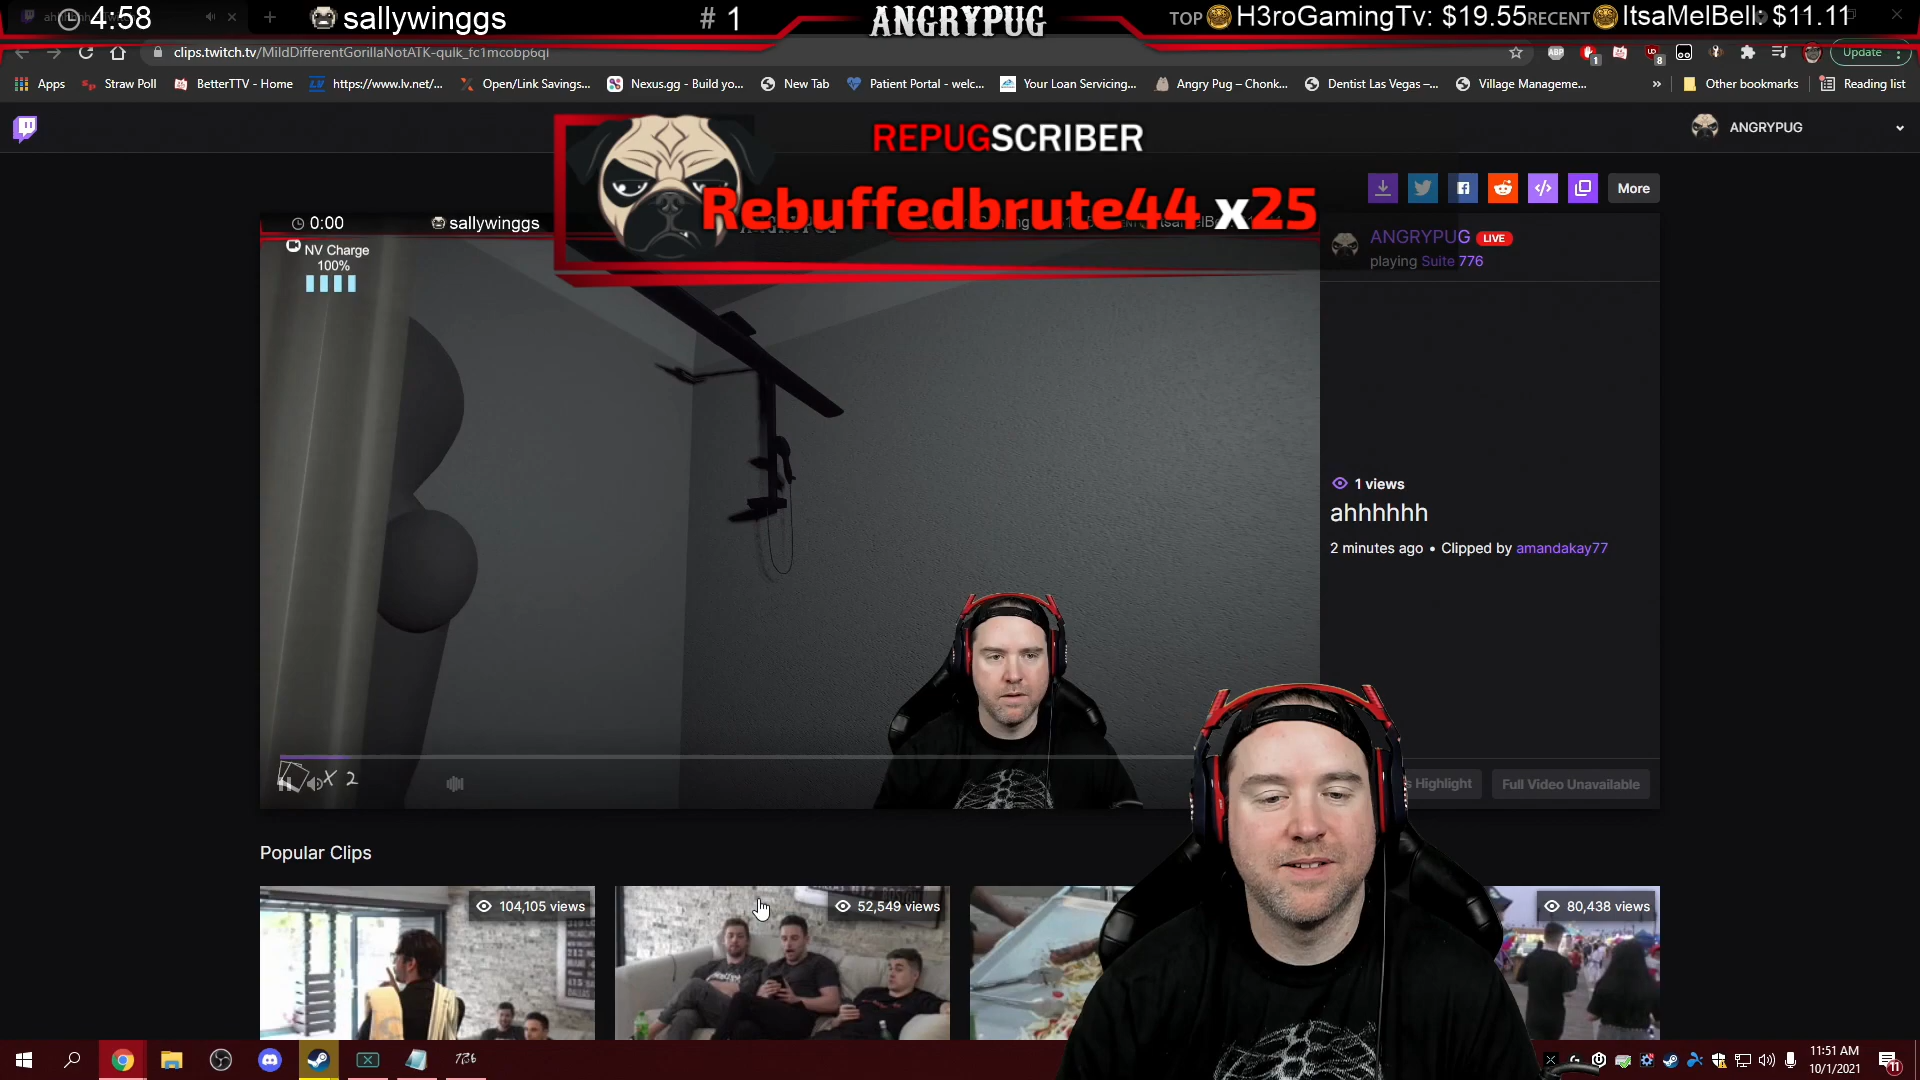 4:58
sallywinggs
# 1
ANGRYPUG
TOP H3roGamingTv: $19.55
RECENT ItsaMelBell: $11.11
clips.twitch.tv/MildDifferentGorillaNotATK-qulk_fc1mcobp6qI
Update
Apps
Straw Poll
BetterTTV - Home
https://www.lv.net/...
Open/Link Savings...
Nexus.gg - Build yo...
New Tab
Patient Portal - welc...
Your Loan Servicing...
Angry Pug – Chonk...
Dentist Las Vegas –...
Village Manageme...
»
Other bookmarks
Reading list
ANGRYPUG
REPUGSCRIBER
Rebuffedbrute44 x25
More
0:00
sallywinggs
NV Charge
100%
ANGRYPUG LIVE
playing Suite 776
1 views
ahhhhhh
2 minutes ago • Clipped by amandakay77
X 2
Highlight
Full Video Unavailable
Popular Clips
104,105 views
52,549 views
80,438 views
11:51 AM
10/1/2021
11